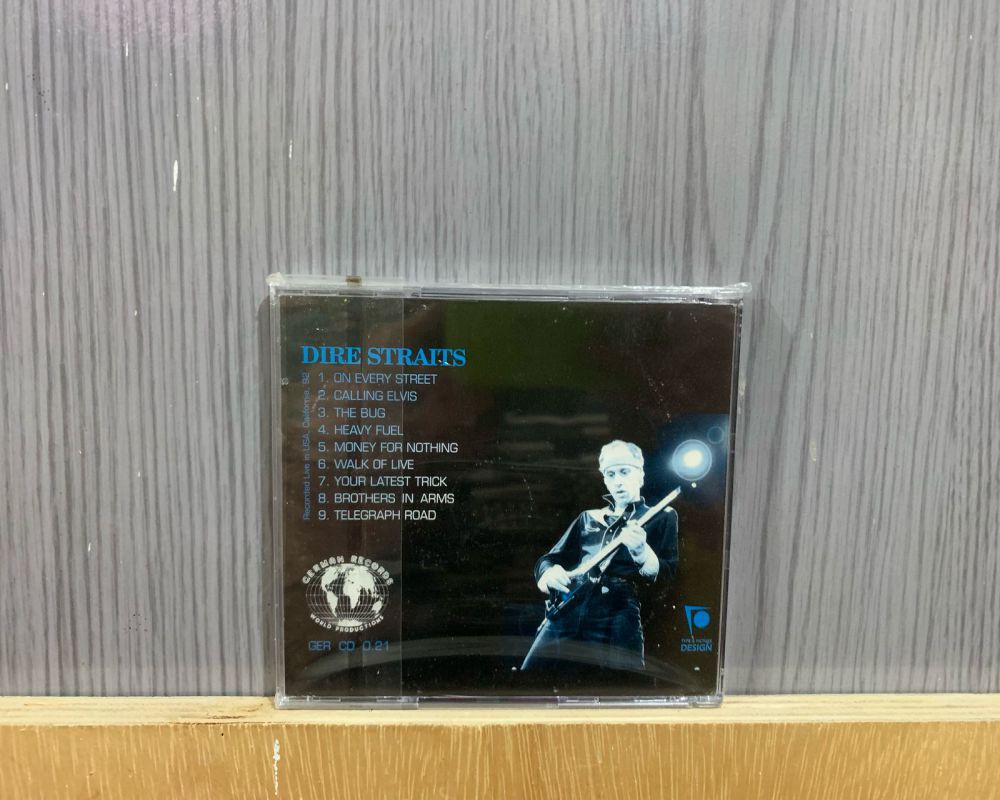 DIRE STRAITS
1. ON EVERY STREET
2. CALLING ELVIS
3. THE BUG
4. HEAVY FUEL
5. MONEY FOR NOTHING
6. WALK OF LIVE
7. YOUR LATEST TRICK
8. BROTHERS IN ARMS
9. TELEGRAPH ROAD
Recorded Live in USA, California, 92
GERMAN RECORDS
WORLD PRODUCTIONS
GER CD 0.21
TYPE & PICTURE
DESIGN